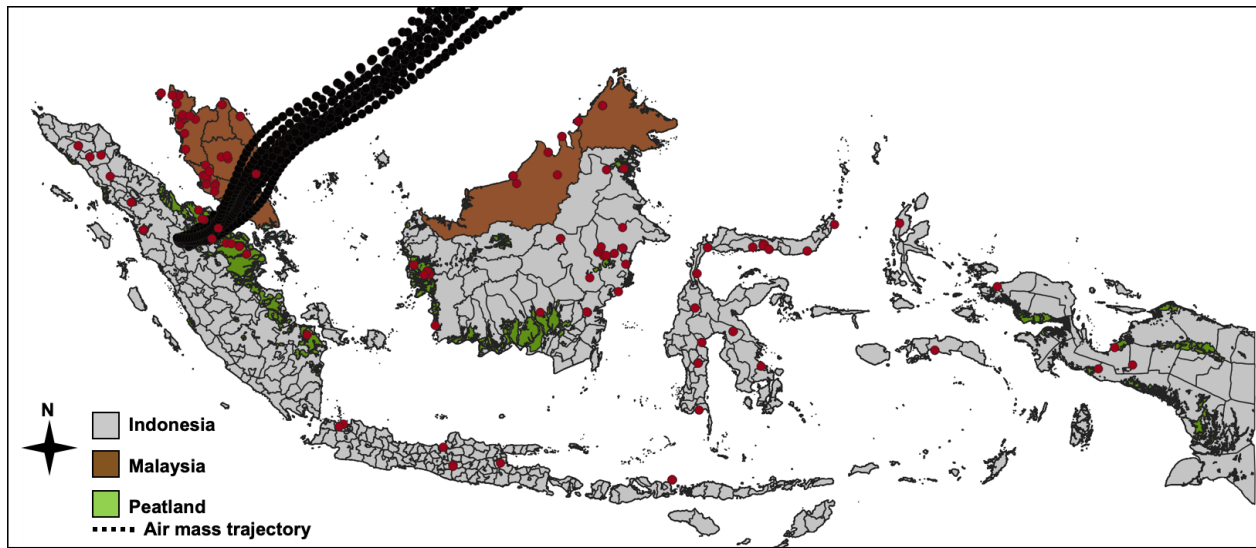 N
Indonesia
Malaysia
Peatland
Air mass trajectory